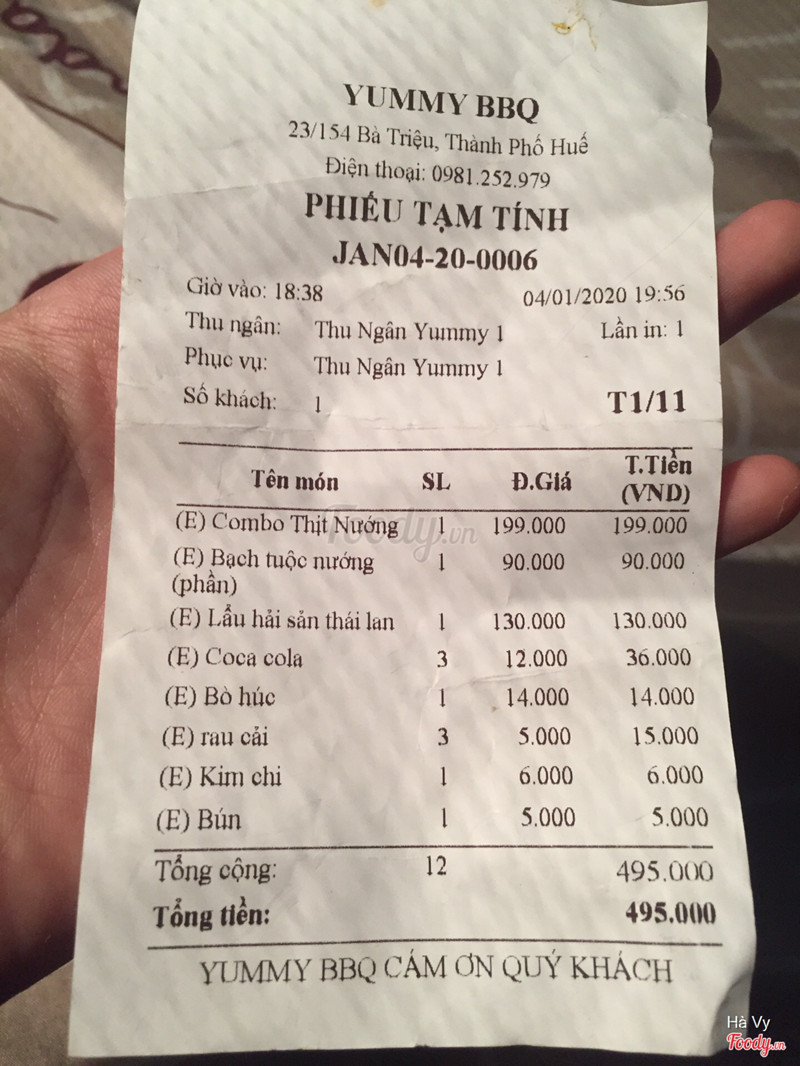 YUMMY BBQ
23/154 Bà Triệu, Thành Phố Huế
Điện thoại: 0981.252.979
PHIẾU TẠM TÍNH
JAN04-20-0006
Giờ vào: 18:38 04/01/2020 19:56
Thu ngân: Thu Ngân Yummy 1 Lần in: 1
Phục vụ: Thu Ngân Yummy 1
Số khách: 1 T1/11
Tên món SL Đ.Giá T.Tiền (VND)
(E) Combo Thịt Nướng 1 199.000 199.000
(E) Bạch tuộc nướng 1 90.000 90.000
(phần)
(E) Lẩu hải sản thái lan 1 130.000 130.000
(E) Coca cola 3 12.000 36.000
(E) Bò húc 1 14.000 14.000
(E) rau cải 3 5.000 15.000
(E) Kim chi 1 6.000 6.000
(E) Bún 1 5.000 5.000
Tổng cộng: 12 495.000
Tổng tiền: 495.000
YUMMY BBQ CÁM ƠN QUÝ KHÁCH
Foody.vn
Hà Vy
Foody.vn